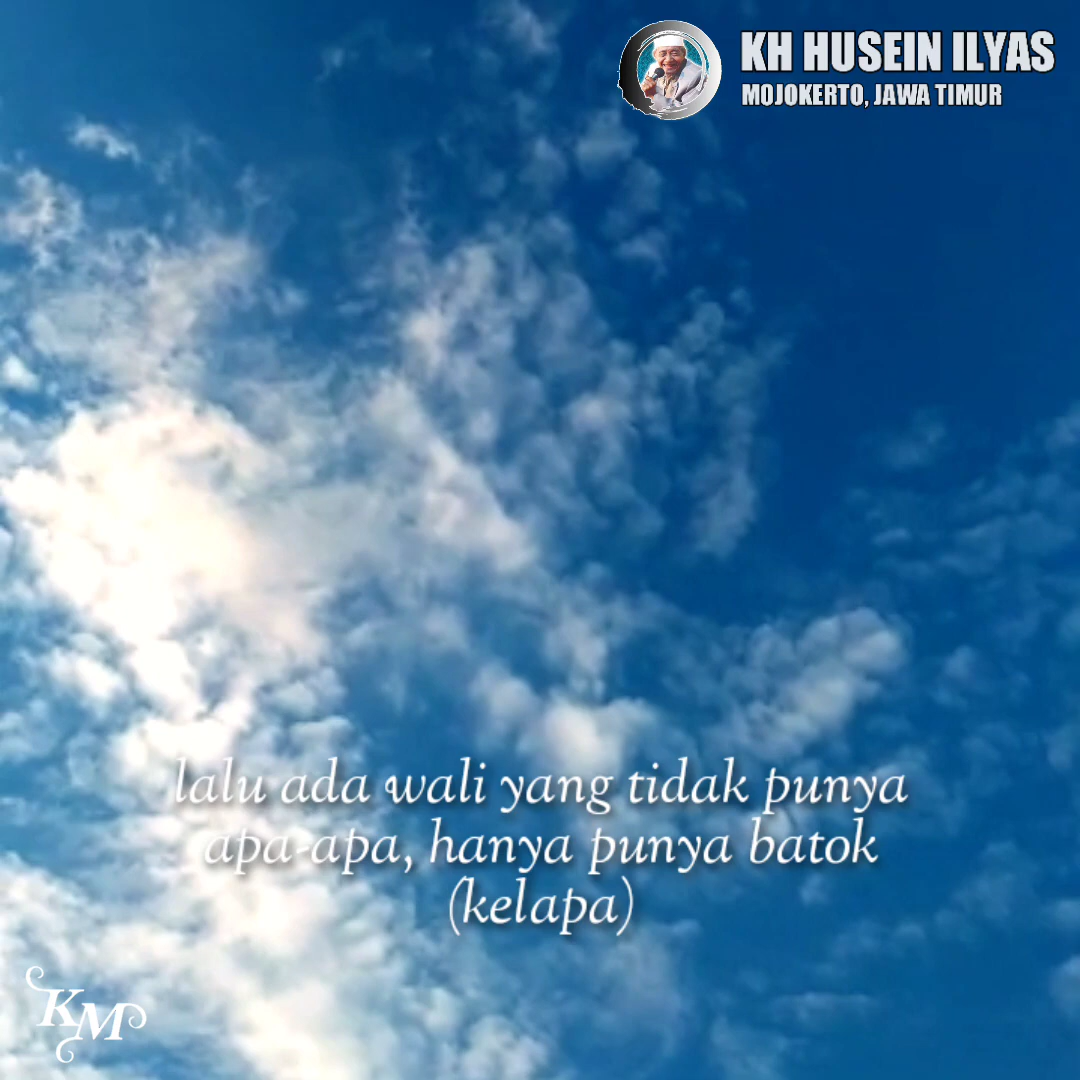 KH HUSEIN ILYAS
MOJOKERTO, JAWA TIMUR
lalu ada wali yang tidak punya
apa-apa, hanya punya batok
(kelapa)
KM